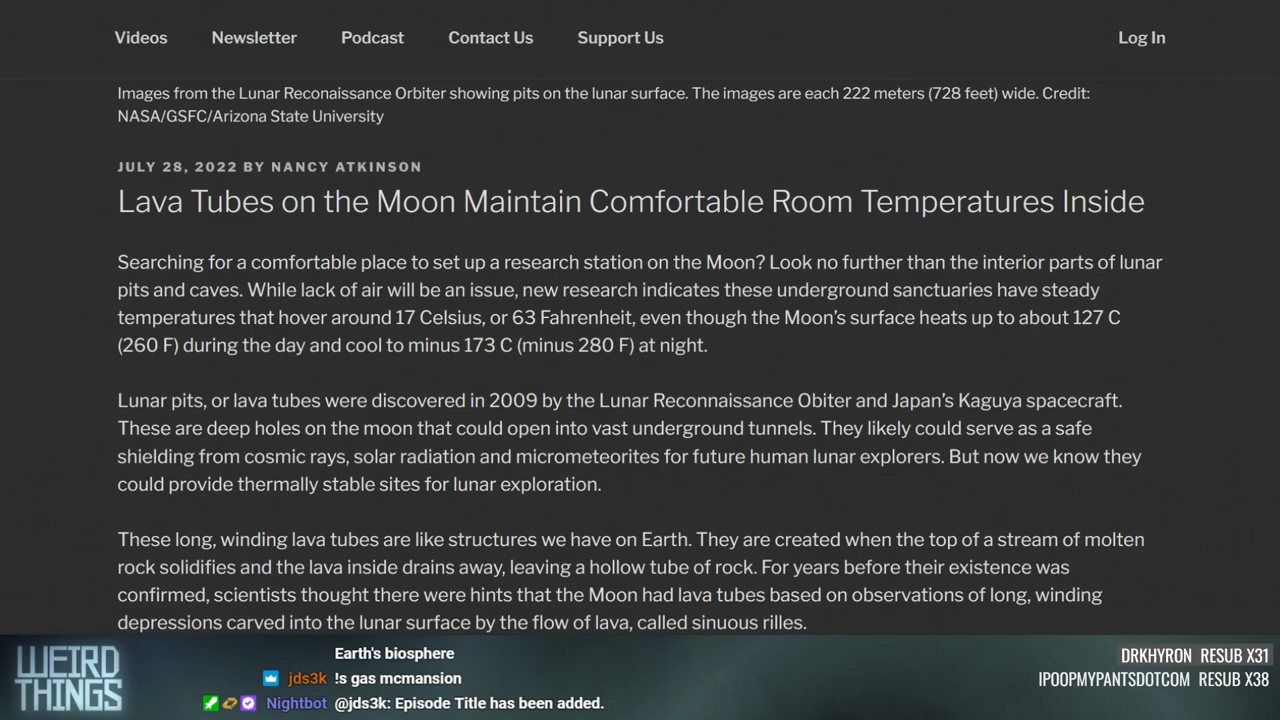 Videos Newsletter Podcast Contact Us Support Us Log In
Images from the Lunar Reconaissance Orbiter showing pits on the lunar surface. The images are each 222 meters (728 feet) wide. Credit:
NASA/GSFC/Arizona State University
JULY 28, 2022 BY NANCY ATKINSON
Lava Tubes on the Moon Maintain Comfortable Room Temperatures Inside
Searching for a comfortable place to set up a research station on the Moon? Look no further than the interior parts of lunar
pits and caves. While lack of air will be an issue, new research indicates these underground sanctuaries have steady
temperatures that hover around 17 Celsius, or 63 Fahrenheit, even though the Moon's surface heats up to about 127 C
(260 F) during the day and cool to minus 173 C (minus 280 F) at night.
Lunar pits, or lava tubes were discovered in 2009 by the Lunar Reconnaissance Obiter and Japan's Kaguya spacecraft.
These are deep holes on the moon that could open into vast underground tunnels. They likely could serve as a safe
shielding from cosmic rays, solar radiation and micrometeorites for future human lunar explorers. But now we know they
could provide thermally stable sites for lunar exploration.
These long, winding lava tubes are like structures we have on Earth. They are created when the top of a stream of molten
rock solidifies and the lava inside drains away, leaving a hollow tube of rock. For years before their existence was
confirmed, scientists thought there were hints that the Moon had lava tubes based on observations of long, winding
depressions carved into the lunar surface by the flow of lava, called sinuous rilles.
WEIRD
THINGS
Earth's biosphere
jds3k !s gas mcmansion
Nightbot @jds3k: Episode Title has been added.
DRKHYRON RESUB X31
IPOOPMYPANTSDOTCOM RESUB X38